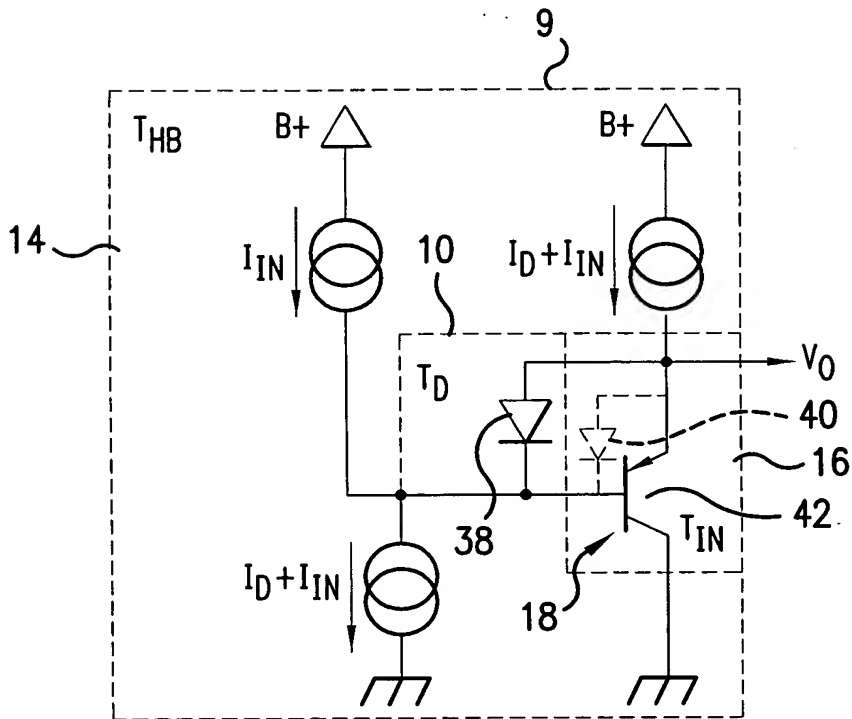 9
T_HB
B+
B+
14
I_IN
10
I_D+I_IN
T_D
V_O
40
16
38
42
T_IN
I_D+I_IN
18